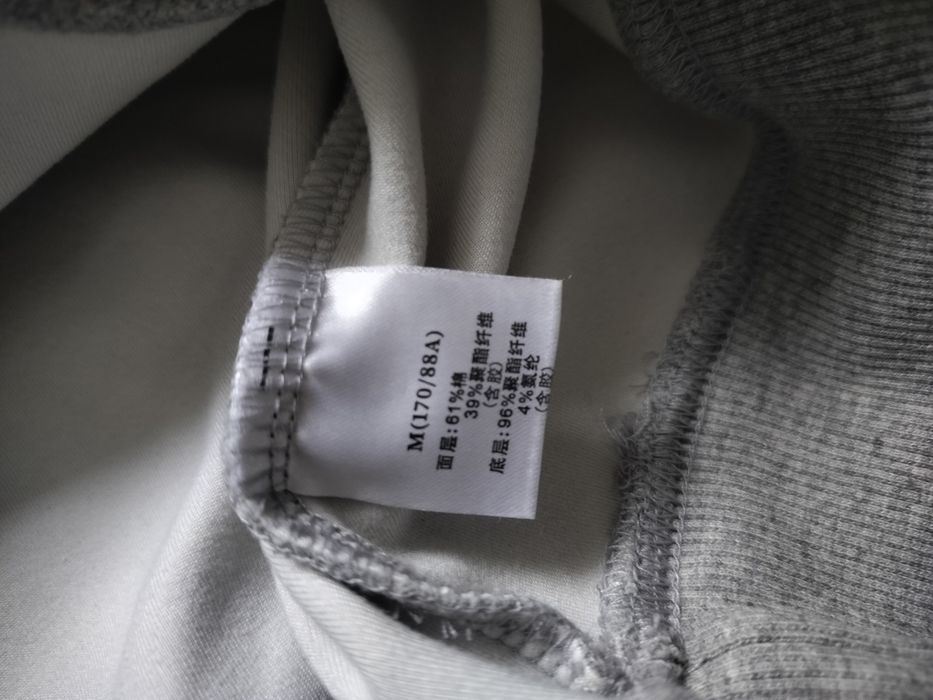 M(170/88A)
面层:61%棉
39%聚酯纤维
(含胶)
底层:96%聚酯纤维
4%氨纶
(含胶)